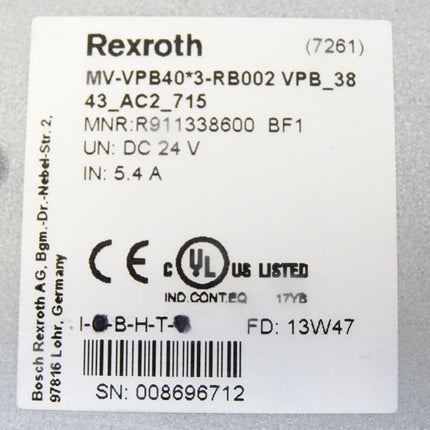 Rexroth (7261)
MV-VPB40*3-RB002 VPB_38
43_AC2_715
MNR:R911338600 BF1
UN: DC 24 V
IN: 5.4 A
Bosch Rexroth AG, Bgm.-Dr.-Nebel-Str. 2,
97816 Lohr, Germany
CE C UL US LISTED
IND.CONT.EQ 17YB
FD: 13W47
SN: 008696712